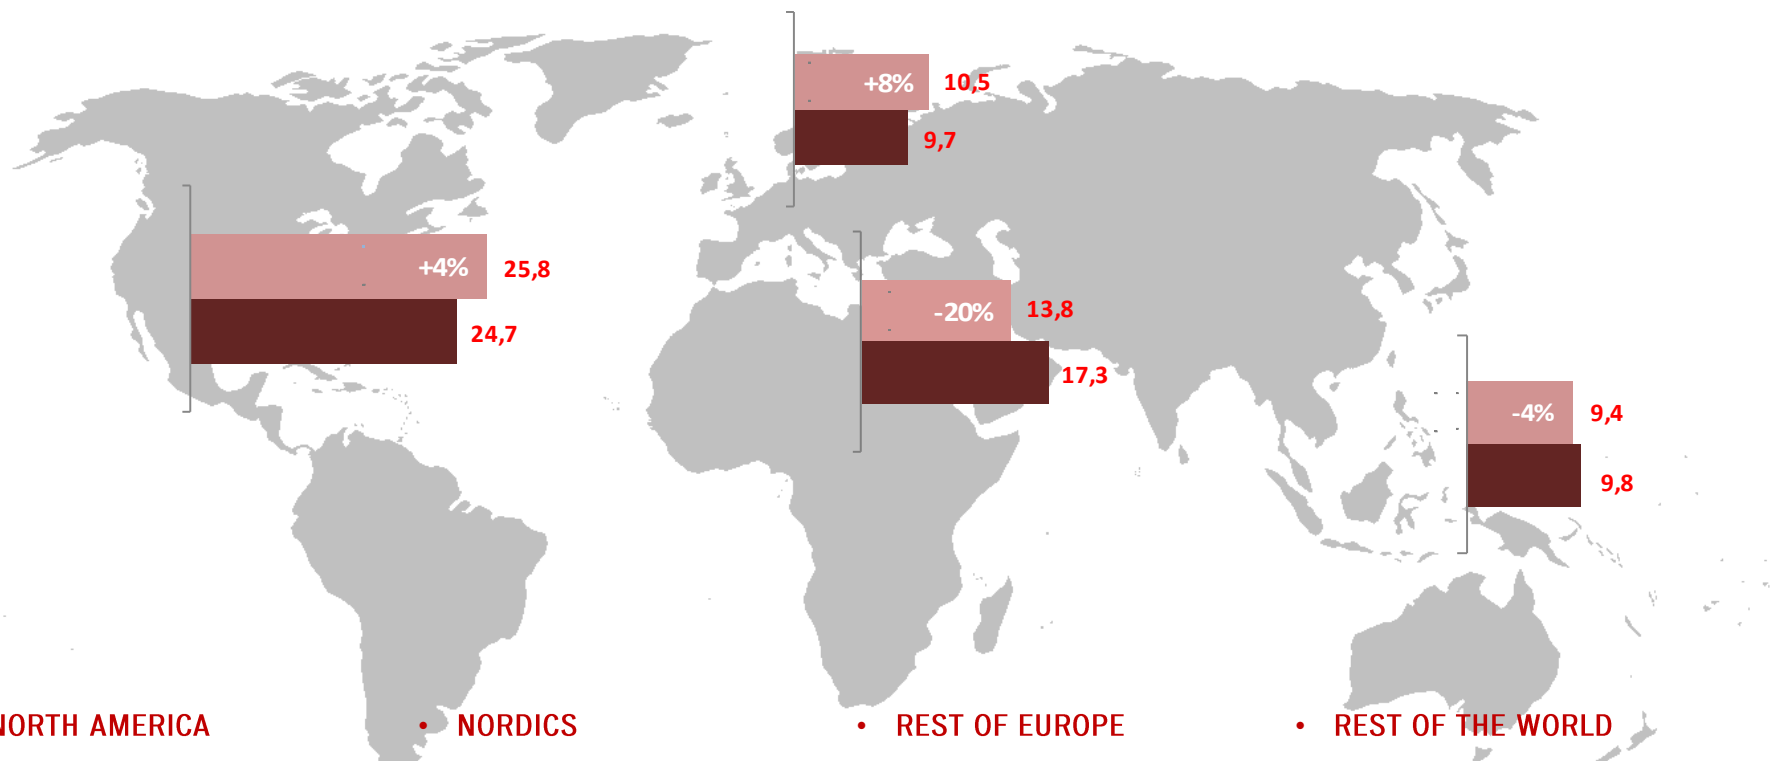 +8% 10,5
9,7
+4% 25,8
24,7
-20% 13,8
17,3
-4% 9,4
9,8
NORTH AMERICA
• NORDICS
• REST OF EUROPE
• REST OF THE WORLD